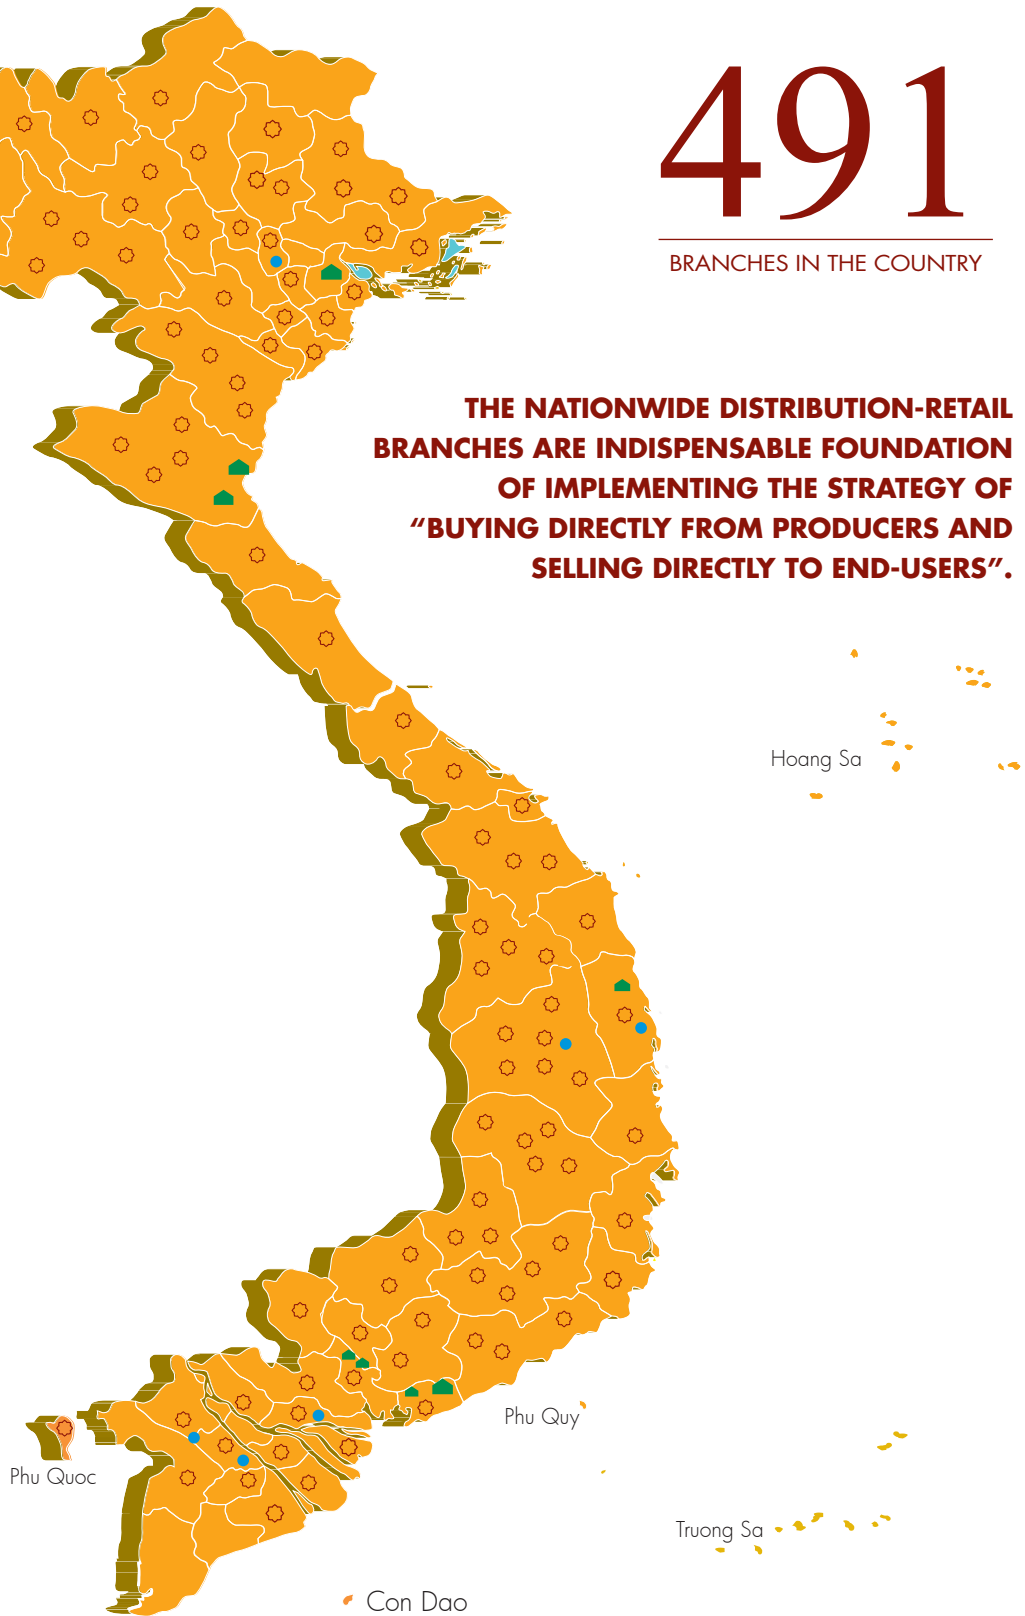 491
BRANCHES IN THE COUNTRY
THE NATIONWIDE DISTRIBUTION-RETAIL
BRANCHES ARE INDISPENSABLE FOUNDATION
OF IMPLEMENTING THE STRATEGY OF
“BUYING DIRECTLY FROM PRODUCERS AND
SELLING DIRECTLY TO END-USERS”.
Hoang Sa
Phu Quy
Phu Quoc
Truong Sa
Con Dao